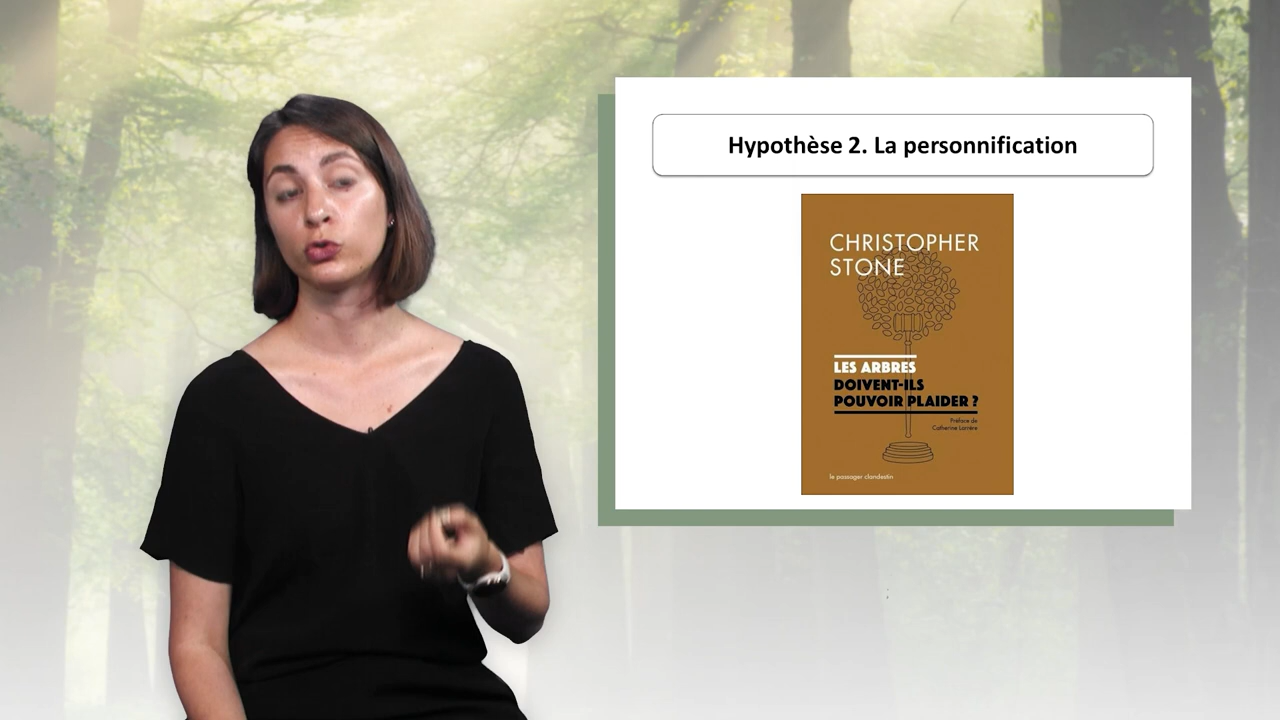 Hypothèse 2. La personnification
CHRISTOPHER
STONE
LES ARBRES
DOIVENT-ILS
POUVOIR PLAIDER ?
Préface de
Catherine Larrère
le passager clandestin